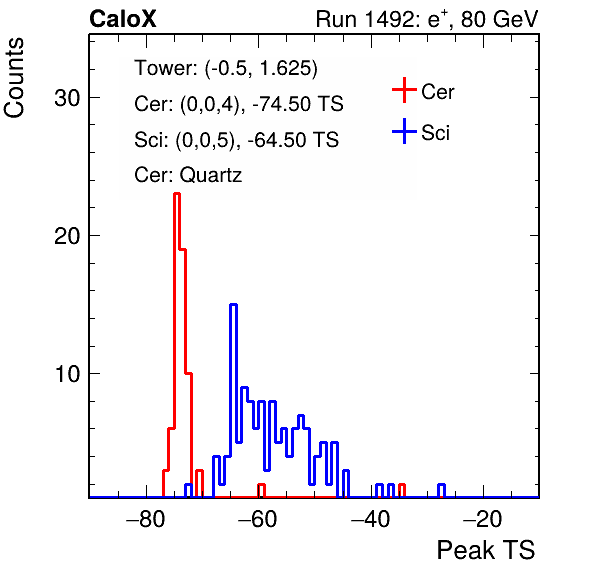 CaloX Run 1492: e⁺, 80 GeV
Counts
Tower: (-0.5, 1.625)
Cer: (0,0,4), -74.50 TS
Sci: (0,0,5), -64.50 TS
Cer: Quartz
Cer
Sci
30
20
10
−80 −60 −40 −20
Peak TS